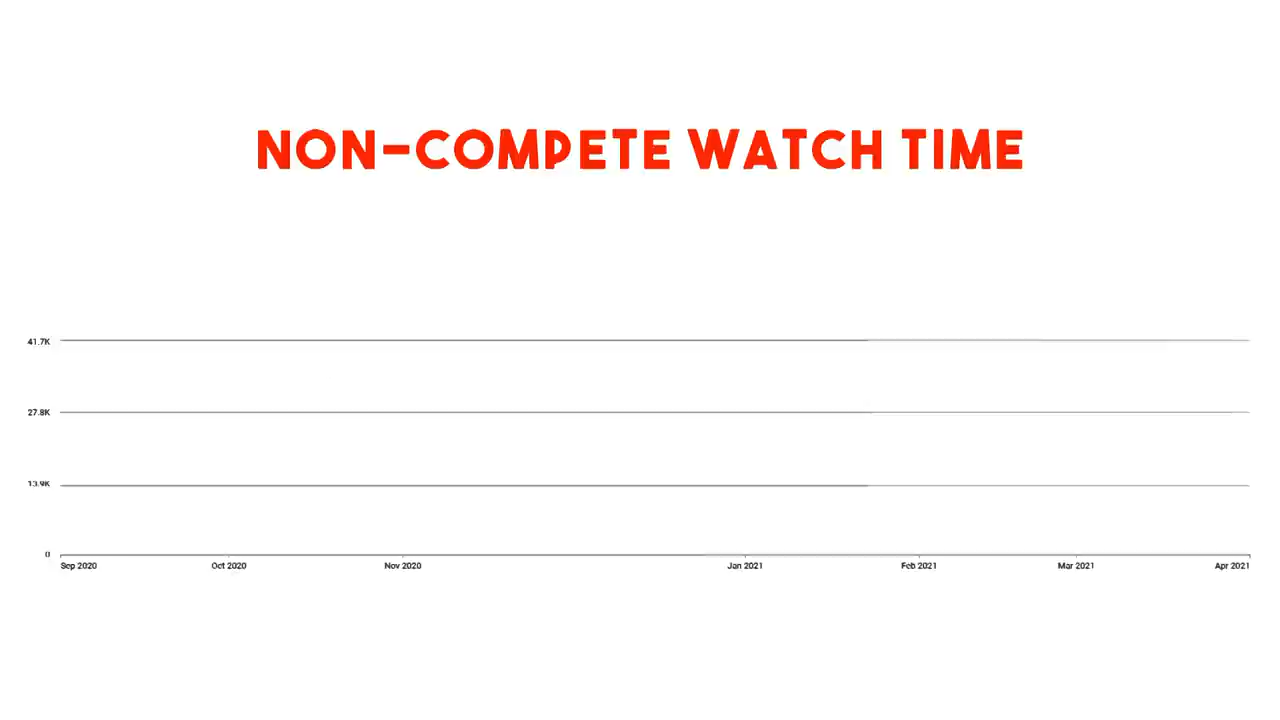 NON-COMPETE WATCH TIME
41.7K
27.8K
13.9K
0
Sep 2020 Oct 2020 Nov 2020 Jan 2021 Feb 2021 Mar 2021 Apr 2021